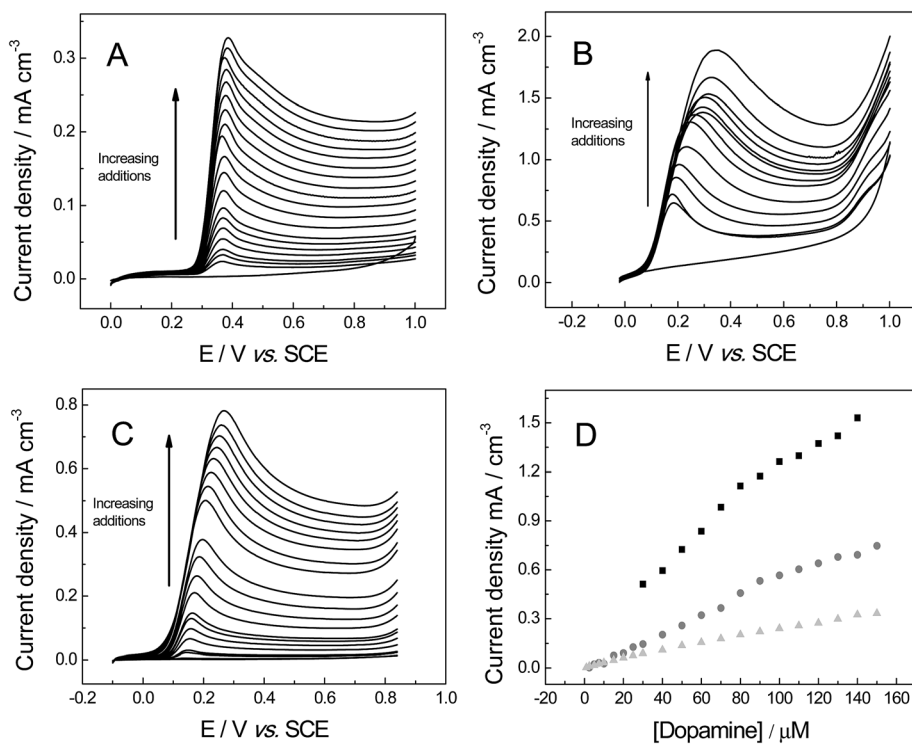 A
Current density / mA cm-3
0.3
0.2
0.1
0.0
Increasing
additions
0.0 0.2 0.4 0.6 0.8 1.0
E / V vs. SCE
B
Current density / mA cm-3
2.0
1.5
1.0
0.5
0.0
Increasing
additions
-0.2 0.0 0.2 0.4 0.6 0.8 1.0
E / V vs. SCE
C
Current density / mA cm-3
0.8
0.6
0.4
0.2
0.0
Increasing
additions
-0.2 0.0 0.2 0.4 0.6 0.8 1.0
E / V vs. SCE
D
Current density mA / cm-3
1.5
1.2
0.9
0.6
0.3
0.0
-20 0 20 40 60 80 100 120 140 160
[Dopamine] / μM